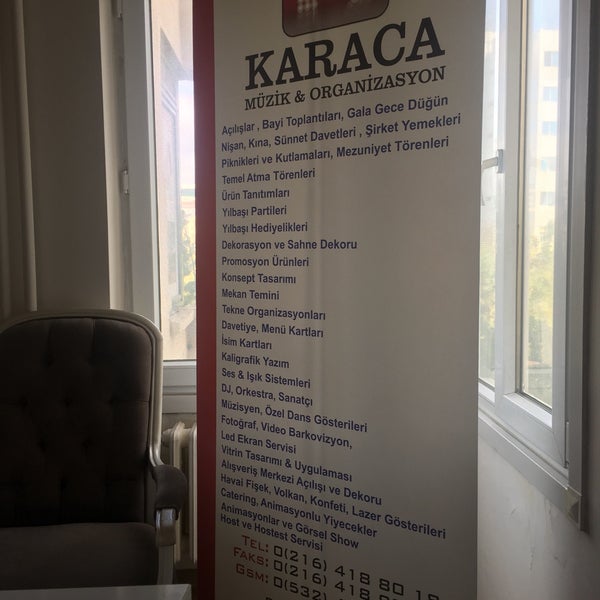 KARACA
MÜZİK & ORGANİZASYON
Açılışlar , Bayi Toplantıları, Gala Gece Düğün
Nişan, Kına, Sünnet Davetleri , Şirket Yemekleri
Piknikleri ve Kutlamaları, Mezuniyet Törenleri
Temel Atma Törenleri
Ürün Tanıtımları
Yılbaşı Partileri
Yılbaşı Hediyelikleri
Dekorasyon ve Sahne Dekoru
Promosyon Ürünleri
Konsept Tasarımı
Mekan Temini
Tekne Organizasyonları
Davetiye, Menü Kartları
İsim Kartları
Kaligrafik Yazım
Ses & Işık Sistemleri
DJ, Orkestra, Sanatçı
Müzisyen, Özel Dans Gösterileri
Fotoğraf, Video Barkovizyon,
Led Ekran Servisi
Vitrin Tasarımı & Uygulaması
Alışveriş Merkezi Açılışı ve Dekoru
Havai Fişek, Volkan, Konfeti, Lazer Gösterileri
Catering, Animasyonlu Yiyecekler
Animasyonlar ve Görsel Show
Host ve Hostest Servisi
Tel: 0(216) 418 80 19
Faks: 0(216) 418
Gsm: 0(532)